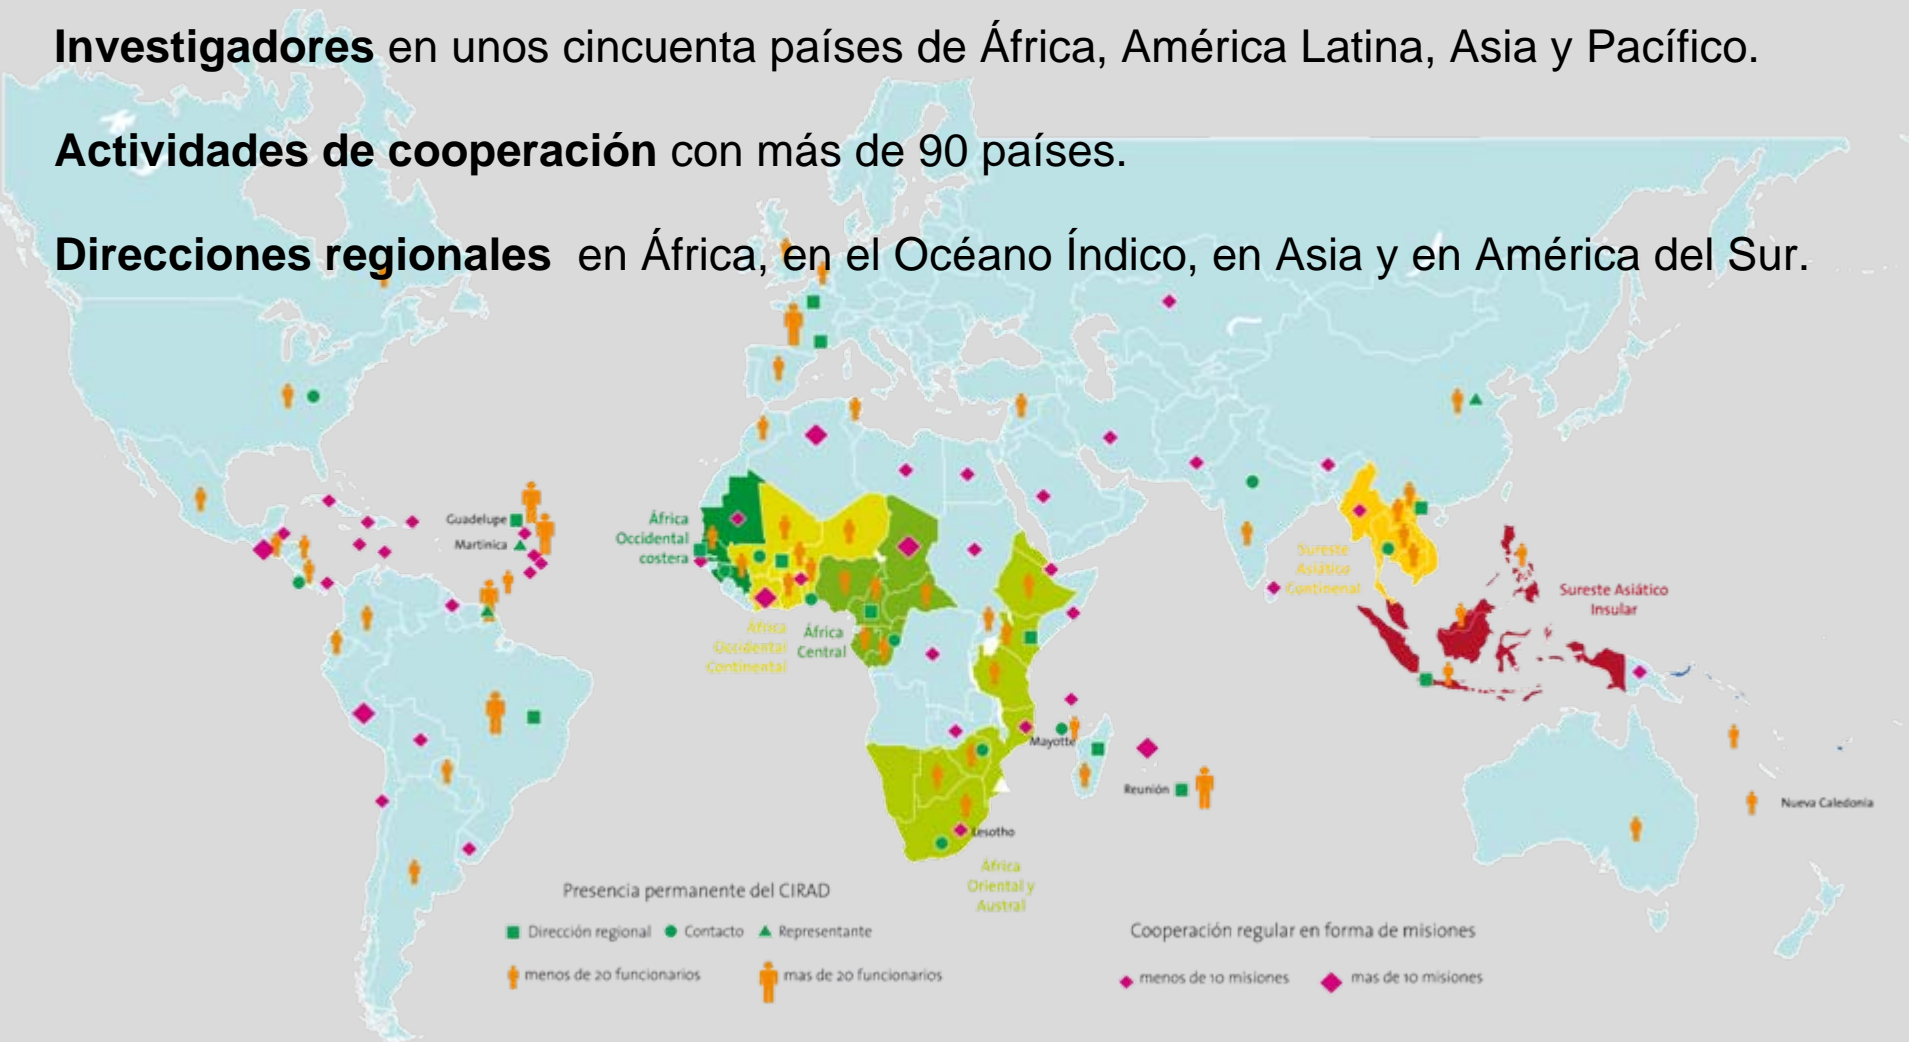 Investigadores en unos cincuenta países de África, América Latina, Asia y Pacífico.
Actividades de cooperación con más de 90 países.
Direcciones regionales en África, en el Océano Índico, en Asia y en América del Sur.
Guadelupe
Martinica
África
Occidental
costera
África
Occidental
Continental
África
Central
Sureste
Asiático
Continental
Sureste Asiático
Insular
Mayotte
Reunión
Lesotho
Nueva Caledonia
África
Oriental y
Austral
Presencia permanente del CIRAD
Dirección regional Contacto Representante
menos de 20 funcionarios mas de 20 funcionarios
Cooperación regular en forma de misiones
menos de 10 misiones mas de 10 misiones